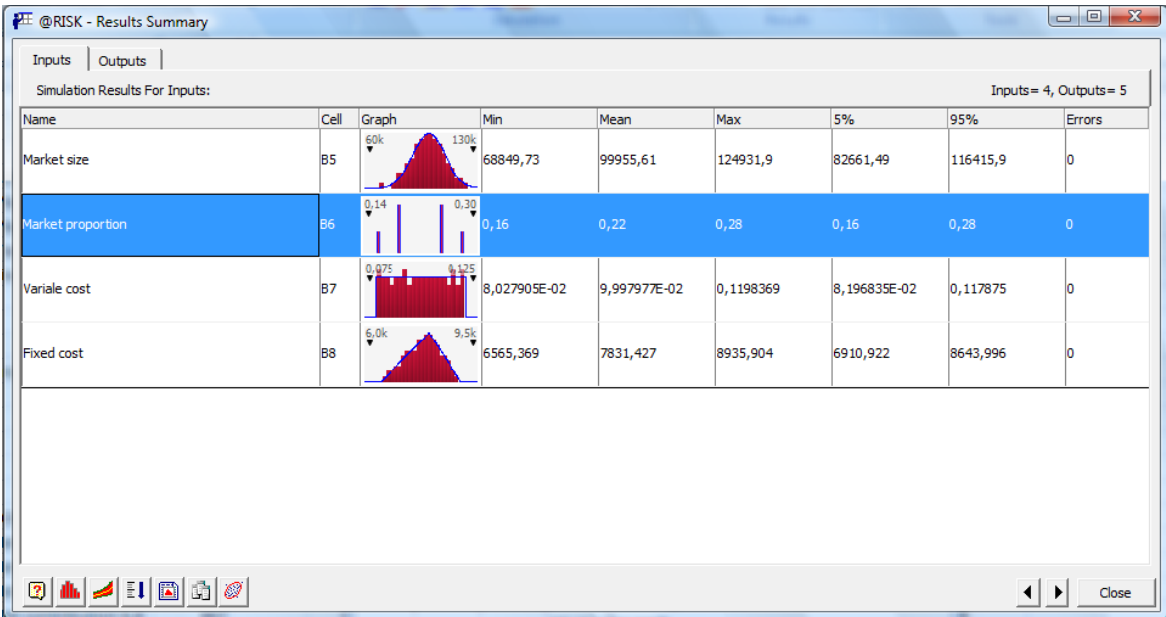 @RISK - Results Summary
Inputs Outputs
Simulation Results For Inputs: Inputs= 4, Outputs= 5
Name Cell Graph Min Mean Max 5% 95% Errors
60k 130k
Market size B5 68849,73 99955,61 124931,9 82661,49 116415,9 0
0,14 0,30
Market proportion B6 0,16 0,22 0,28 0,16 0,28 0
0,075 0,125
Variale cost B7 8,027905E-02 9,997977E-02 0,1198369 8,196835E-02 0,117875 0
6,0k 9,5k
Fixed cost B8 6565,369 7831,427 8935,904 6910,922 8643,996 0
Close